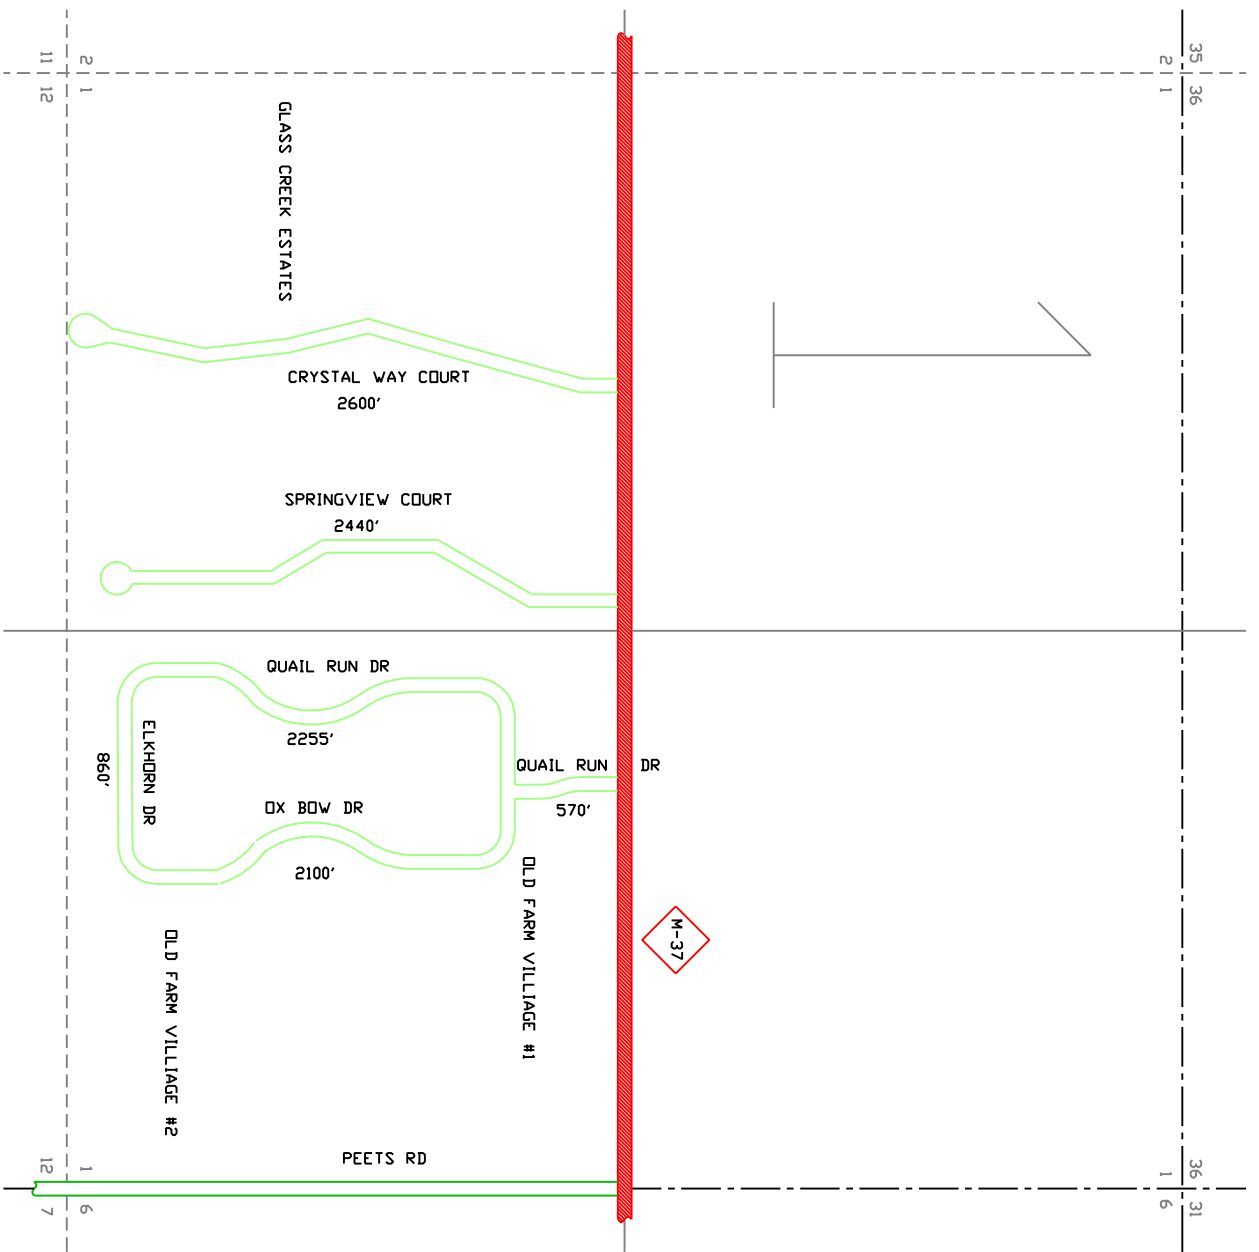 35
36
2
1
2
1
11
12
GLASS CREEK ESTATES
CRYSTAL WAY COURT
2600'
SPRINGVIEW COURT
2440'
QUAIL RUN DR
2255'
ELKHORN DR
860'
QUAIL RUN DR
570'
OX BOW DR
2100'
OLD FARM VILLIAGE #1
M-37
OLD FARM VILLIAGE #2
PEETS RD
12
1
7
6
36
1
31
6